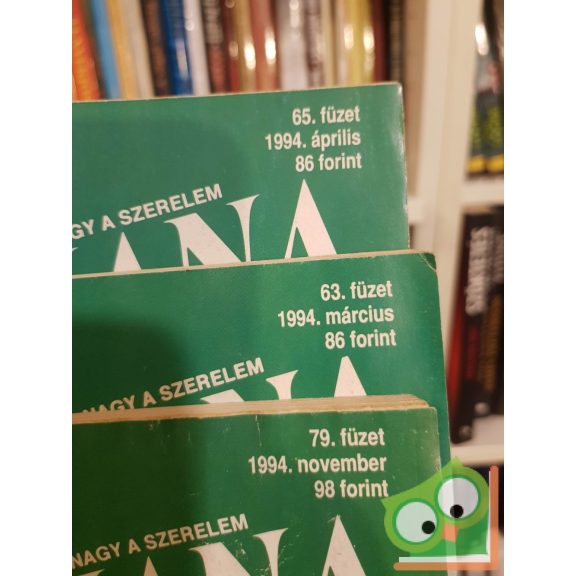 65. füzet
1994. április
86 forint
NAGY A SZERELEM
63. füzet
1994. március
86 forint
NAGY A SZERELEM
79. füzet
1994. november
98 forint
NAGY A SZERELEM